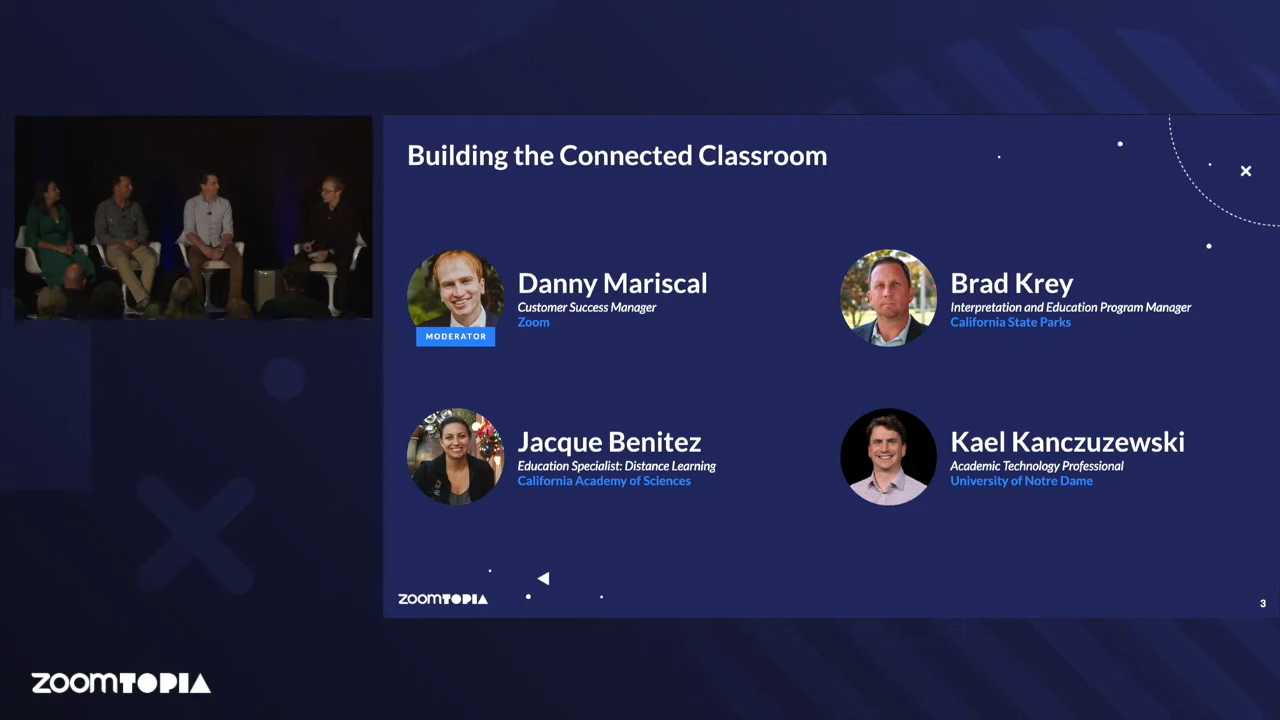 Building the Connected Classroom
Danny Mariscal
Customer Success Manager
Zoom
MODERATOR
Brad Krey
Interpretation and Education Program Manager
California State Parks
Jacque Benitez
Education Specialist: Distance Learning
California Academy of Sciences
Kael Kanczuzewski
Academic Technology Professional
University of Notre Dame
zoomTOPIA
3
zoomTOPIA